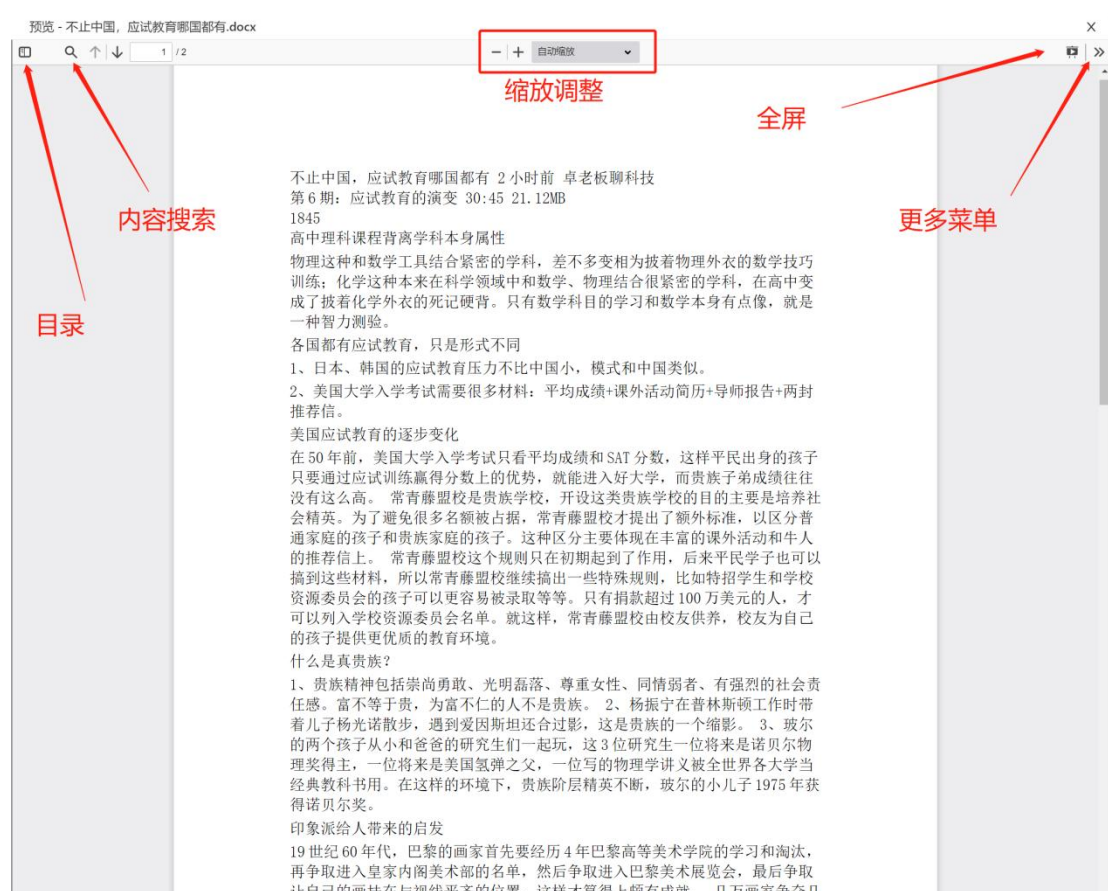 预览 - 不止中国，应试教育哪国都有.docx
1 / 2
自动缩放
缩放调整
全屏
内容搜索
更多菜单
目录
不止中国，应试教育哪国都有 2 小时前 卓老板聊科技
第 6 期：应试教育的演变 30:45 21.12MB
1845
高中理科课程背离学科本身属性
物理这种和数学工具结合紧密的学科，差不多变相为披着物理外衣的数学技巧
训练；化学这种本来在科学领域中和数学、物理结合很紧密的学科，在高中变
成了披着化学外衣的死记硬背。只有数学科目的学习和数学本身有点像，就是
一种智力测验。
各国都有应试教育，只是形式不同
1、日本、韩国的应试教育压力不比中国小，模式和中国类似。
2、美国大学入学考试需要很多材料：平均成绩+课外活动简历+导师报告+两封
推荐信。
美国应试教育的逐步变化
在 50 年前，美国大学入学考试只看平均成绩和 SAT 分数，这样平民出身的孩子
只要通过应试训练赢得分数上的优势，就能进入好大学，而贵族子弟成绩往往
没有这么高。 常青藤盟校是贵族学校，开设这类贵族学校的目的主要是培养社
会精英。为了避免很多名额被占据，常青藤盟校才提出了额外标准，以区分普
通家庭的孩子和贵族家庭的孩子。这种区分主要体现在丰富的课外活动和牛人
的推荐信上。 常青藤盟校这个规则只在初期起到了作用，后来平民学子也可以
搞到这些材料，所以常青藤盟校继续搞出一些特殊规则，比如特招学生和学校
资源委员会的孩子可以更容易被录取等等。只有捐款超过 100 万美元的人，才
可以列入学校资源委员会名单。就这样，常青藤盟校由校友供养，校友为自己
的孩子提供更优质的教育环境。
什么是真贵族？
1、贵族精神包括崇尚勇敢、光明磊落、尊重女性、同情弱者、有强烈的社会责
任感。富不等于贵，为富不仁的人不是贵族。 2、杨振宁在普林斯顿工作时带
着儿子杨光诺散步，遇到爱因斯坦还合过影，这是贵族的一个缩影。 3、玻尔
的两个孩子从小和爸爸的研究生们一起玩，这 3 位研究生一位将来是诺贝尔物
理奖得主，一位将来是美国氢弹之父，一位写的物理学讲义被全世界各大学当
经典教科书用。在这样的环境下，贵族阶层精英不断，玻尔的小儿子 1975 年获
得诺贝尔奖。
印象派给人带来的启发
19 世纪 60 年代，巴黎的画家首先要经历 4 年巴黎高等美术学院的学习和淘汰，
再争取进入皇家内阁美术部的名单，然后争取进入巴黎美术展览会，最后争取
让自己的画挂在与视线平齐的位置，这样才算得上颇有成就。